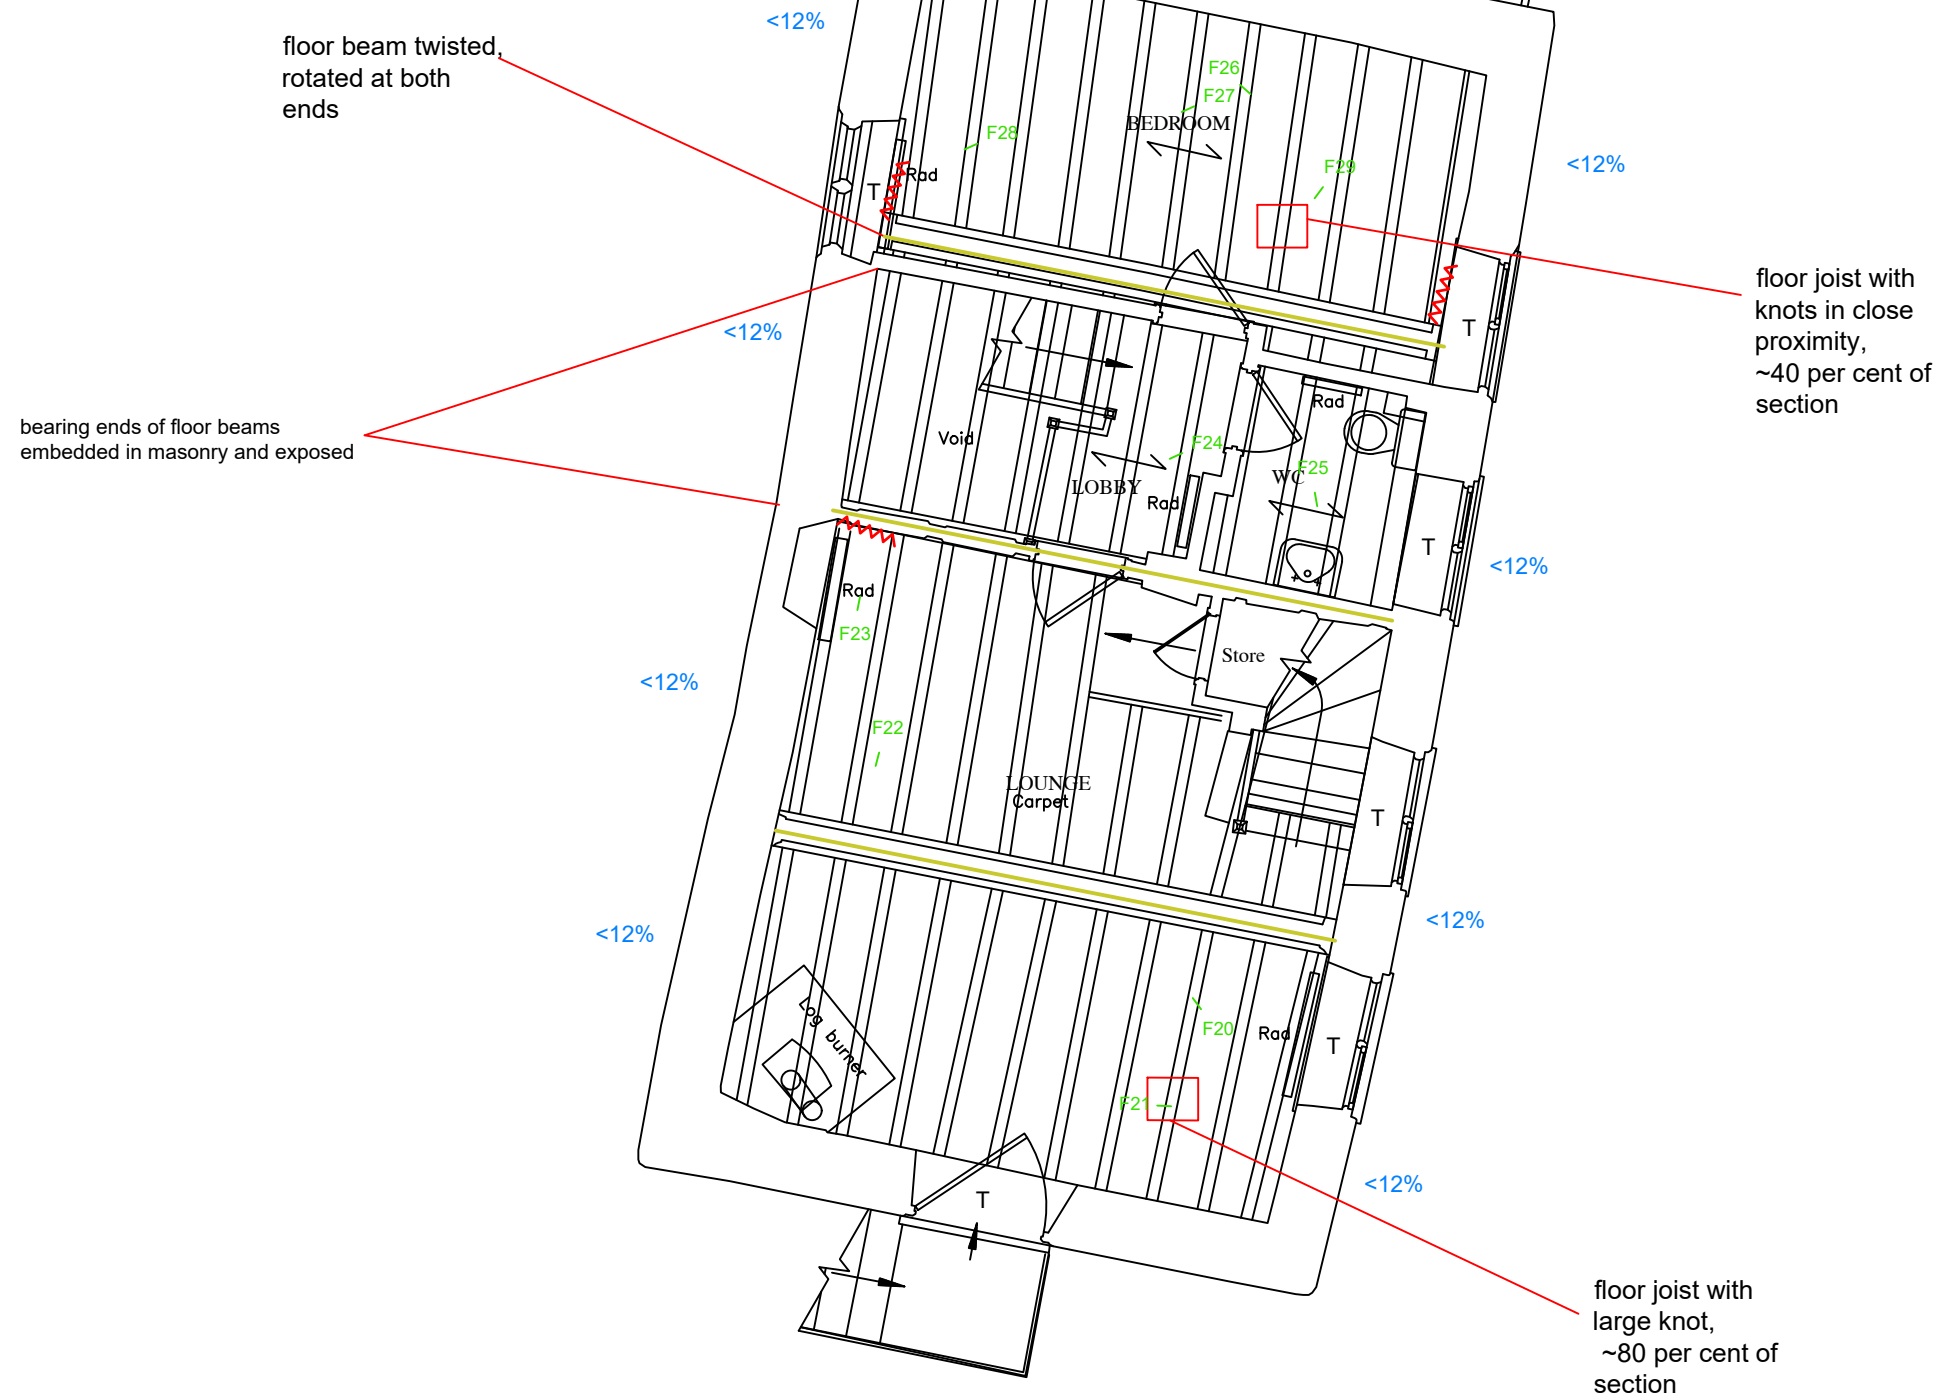 <12%
floor beam twisted,
rotated at both
ends
F26
F27
BEDROOM
F28
F29
<12%
T
Rad
floor joist with
knots in close
proximity,
~40 per cent of
section
<12%
T
Rad
bearing ends of floor beams
embedded in masonry and exposed
Void
F24
WC
F25
LOBBY
Rad
T
<12%
Rad
F23
Store
<12%
F22
LOUNGE
Carpet
T
<12%
<12%
Log burner
F20
Rad
T
F21
<12%
T
floor joist with
large knot,
~80 per cent of
section